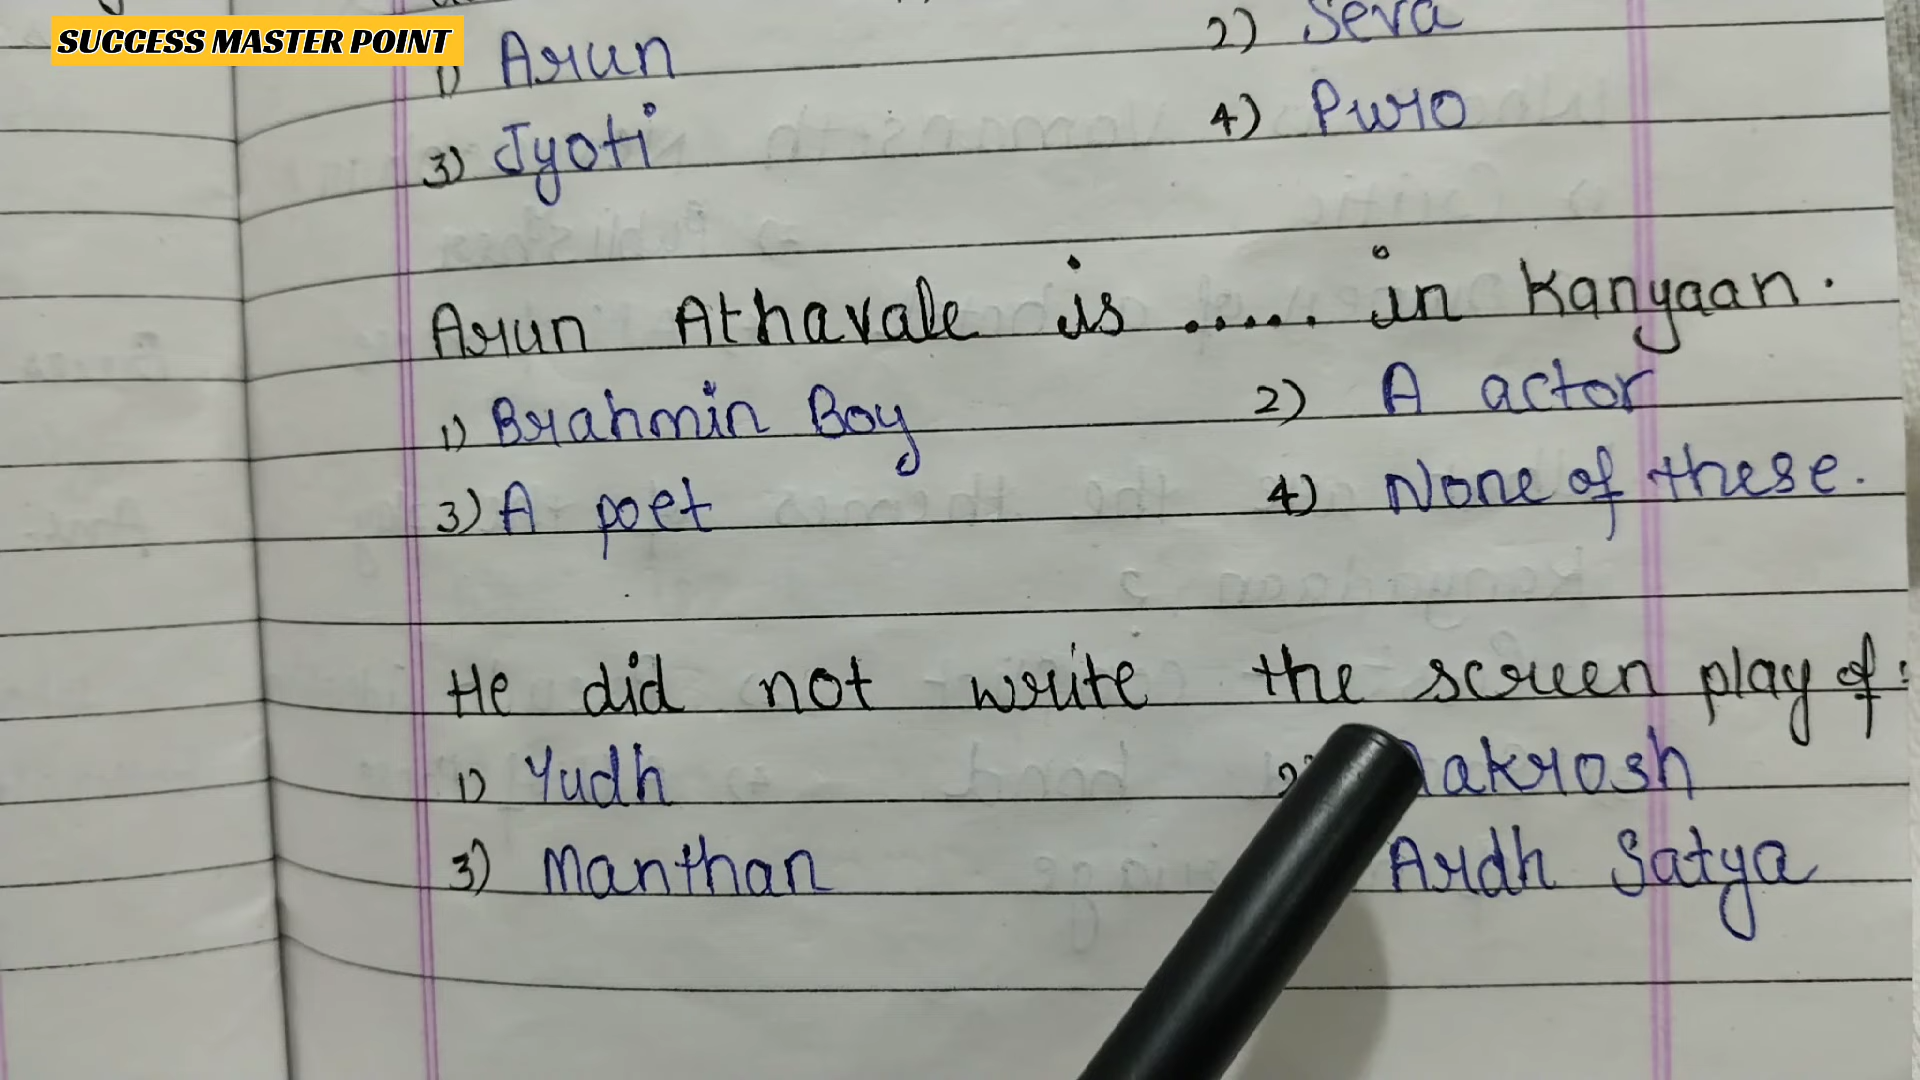 SUCCESS MASTER POINT
1) Arun 2) Seva
3) Jyoti 4) Puro
Arun Athavale is ..... in Kanyaan.
1) Brahmin Boy 2) A actor
3) A poet 4) None of these.
He did not write the screen play of :
1) Yudh 2) Aakrosh
3) Manthan Ardh Satya